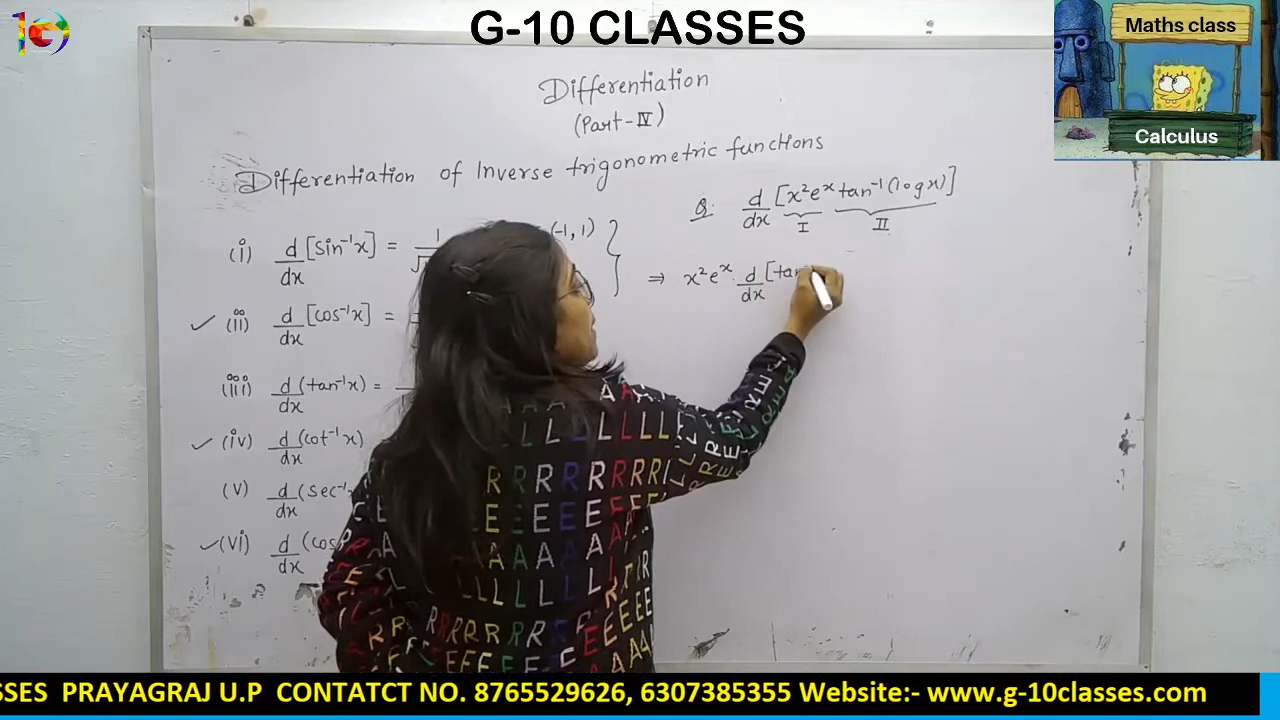 G-10 CLASSES
Maths class
Calculus
Differentiation
(Part-IV)
Differentiation of Inverse trigonometric functions
(i) d/dx [sin⁻¹x] = 1/√
(-1, 1)
✓ (ii) d/dx [cos⁻¹x] =
(iii) d/dx (tan⁻¹x) =
✓ (iv) d/dx (cot⁻¹x)
(V) d/dx (sec⁻¹
✓ (vi) d/dx (cos
Q. d/dx [x²eˣ tan⁻¹(log x)]
I II
⇒ x²eˣ · d/dx [tan
SSES PRAYAGRAJ U.P CONTATCT NO. 8765529626, 6307385355 Website:- www.g-10classes.com